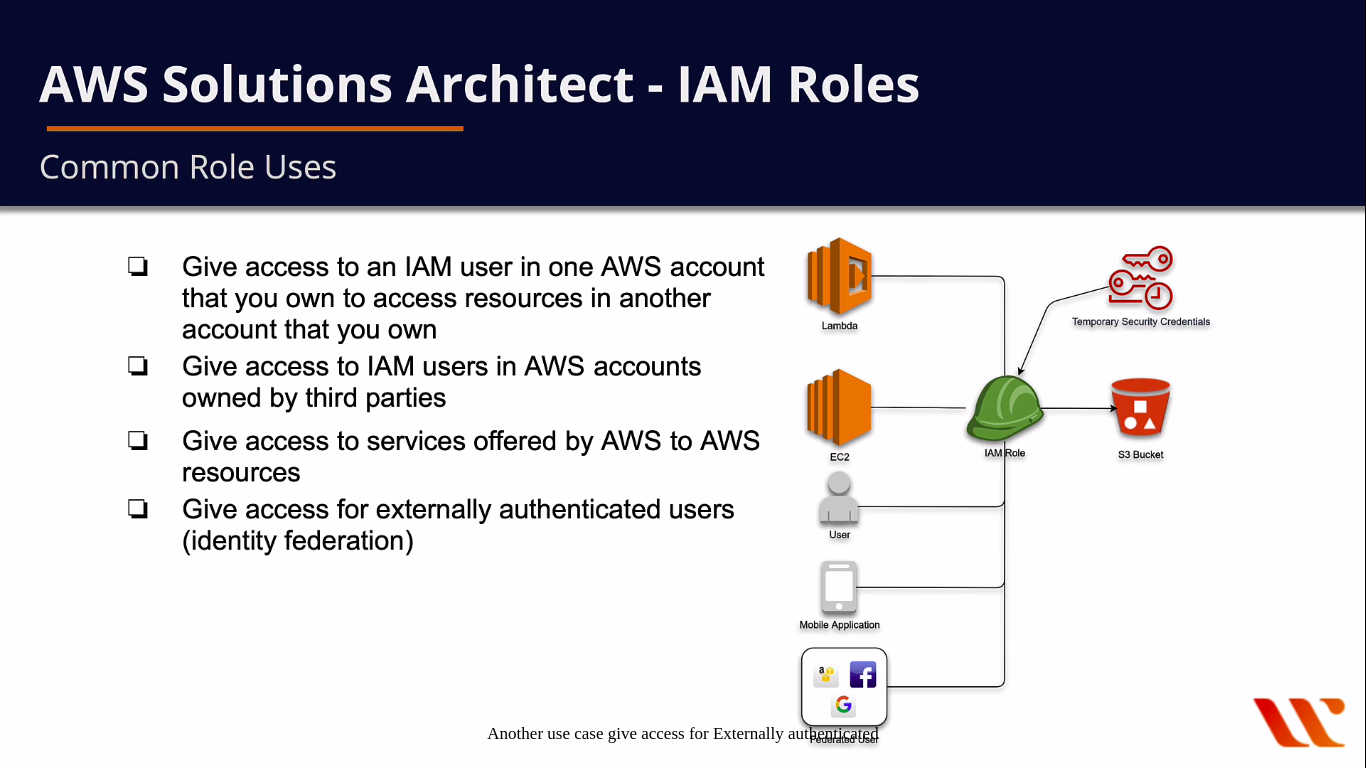 AWS Solutions Architect - IAM Roles
Common Role Uses
❏ Give access to an IAM user in one AWS account
that you own to access resources in another
account that you own
❏ Give access to IAM users in AWS accounts
owned by third parties
❏ Give access to services offered by AWS to AWS
resources
❏ Give access for externally authenticated users
(identity federation)
Lambda
Temporary Security Credentials
EC2
IAM Role
S3 Bucket
User
Mobile Application
a
f
G
Federated User
Another use case give access for Externally authenticated